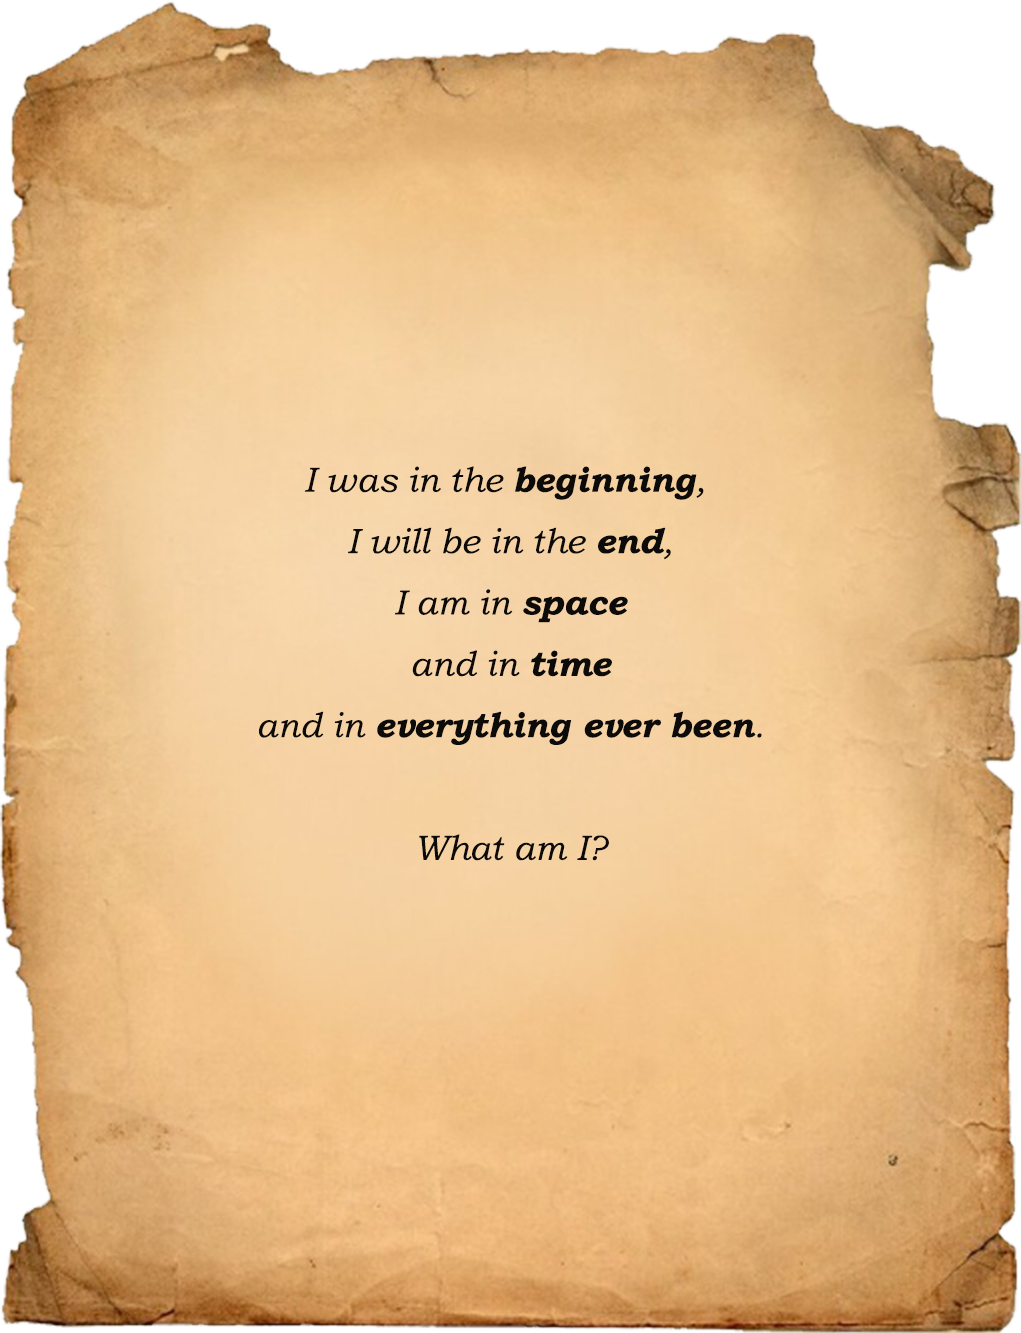 I was in the beginning,
I will be in the end,
I am in space
and in time
and in everything ever been.
What am I?